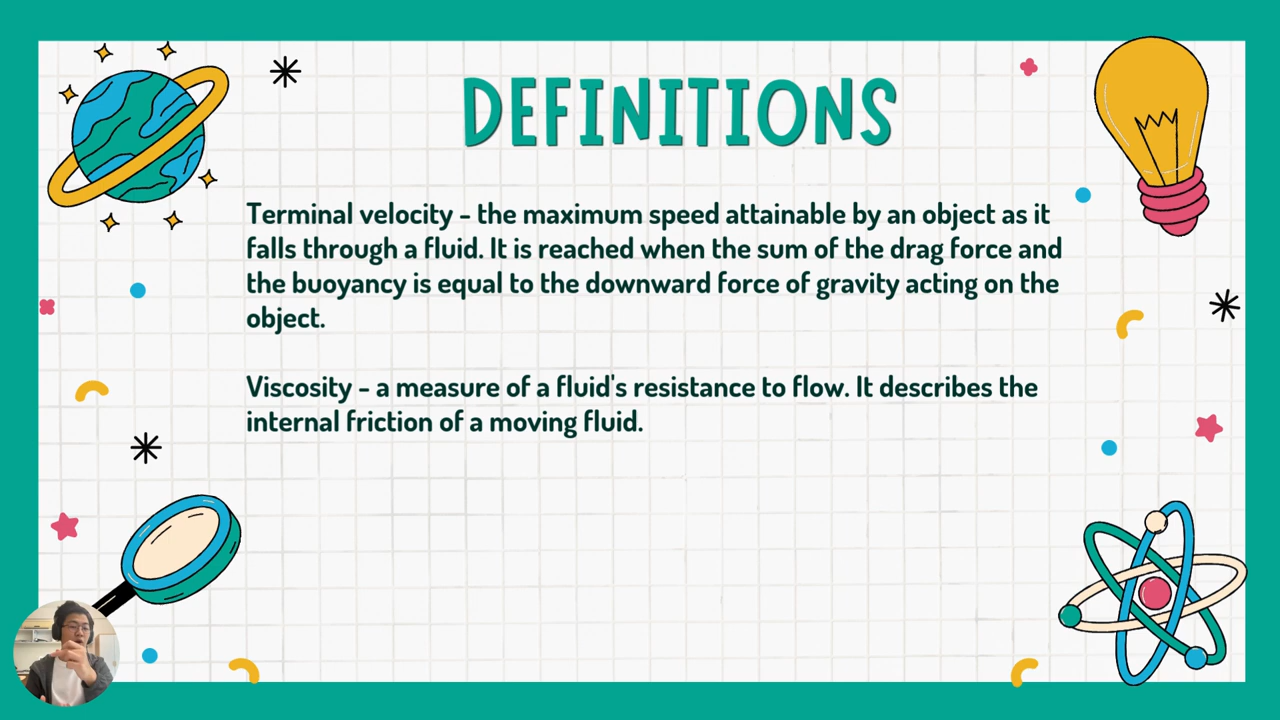 DEFINITIONS
Terminal velocity - the maximum speed attainable by an object as it
falls through a fluid. It is reached when the sum of the drag force and
the buoyancy is equal to the downward force of gravity acting on the
object.
Viscosity - a measure of a fluid's resistance to flow. It describes the
internal friction of a moving fluid.